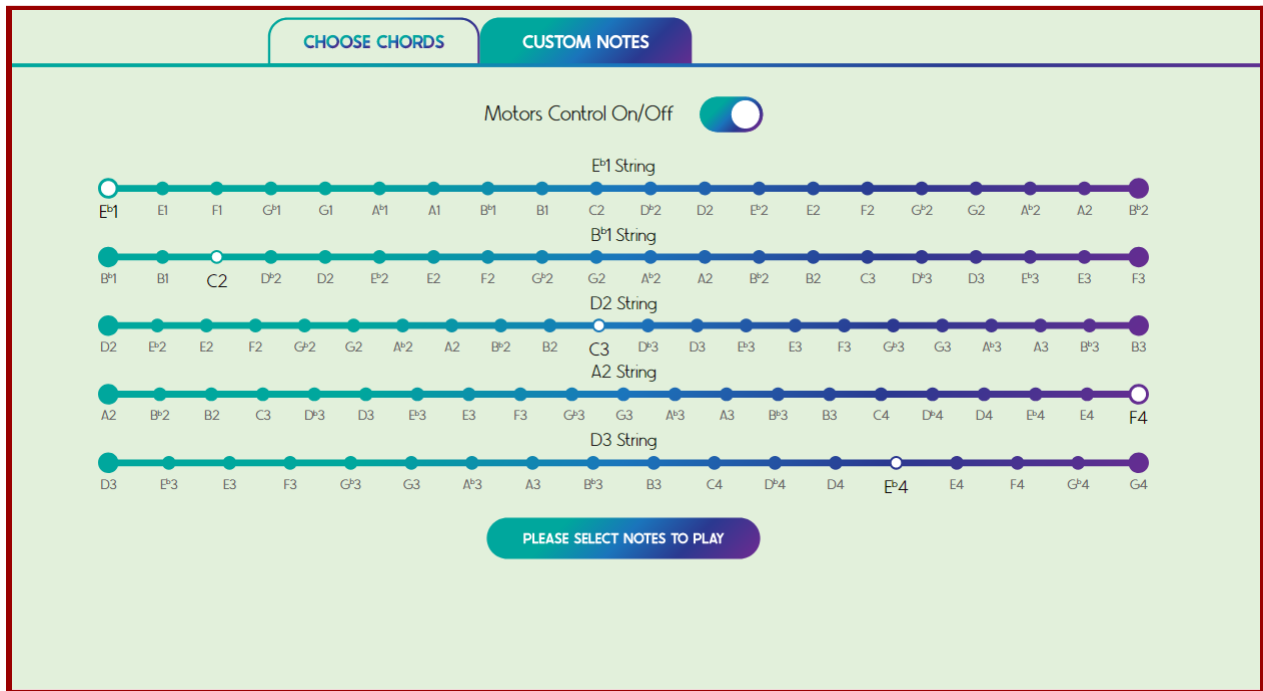 CHOOSE CHORDS CUSTOM NOTES
Motors Control On/Off
E♭1 String
E♭1 E1 F1 G♭1 G1 A♭1 A1 B♭1 B1 C2 D♭2 D2 E♭2 E2 F2 G♭2 G2 A♭2 A2 B♭2
B♭1 String
B♭1 B1 C2 D♭2 D2 E♭2 E2 F2 G♭2 G2 A♭2 A2 B♭2 B2 C3 D♭3 D3 E♭3 E3 F3
D2 String
D2 E♭2 E2 F2 G♭2 G2 A♭2 A2 B♭2 B2 C3 D♭3 D3 E♭3 E3 F3 G♭3 G3 A♭3 A3 B♭3 B3
A2 String
A2 B♭2 B2 C3 D♭3 D3 E♭3 E3 F3 G♭3 G3 A♭3 A3 B♭3 B3 C4 D♭4 D4 E♭4 E4 F4
D3 String
D3 E♭3 E3 F3 G♭3 G3 A♭3 A3 B♭3 B3 C4 D♭4 D4 E♭4 E4 F4 G♭4 G4
PLEASE SELECT NOTES TO PLAY